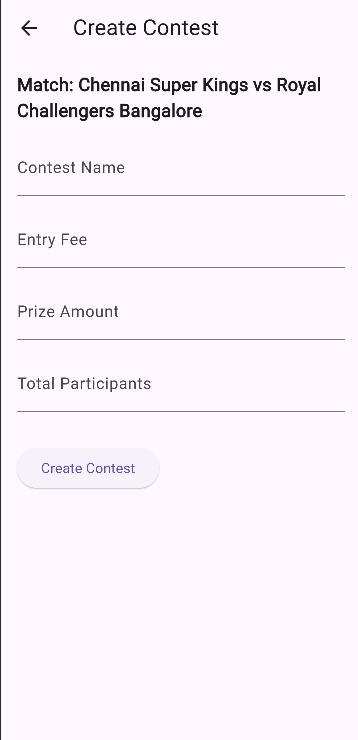 Create Contest
Match: Chennai Super Kings vs Royal
Challengers Bangalore
Contest Name
Entry Fee
Prize Amount
Total Participants
Create Contest